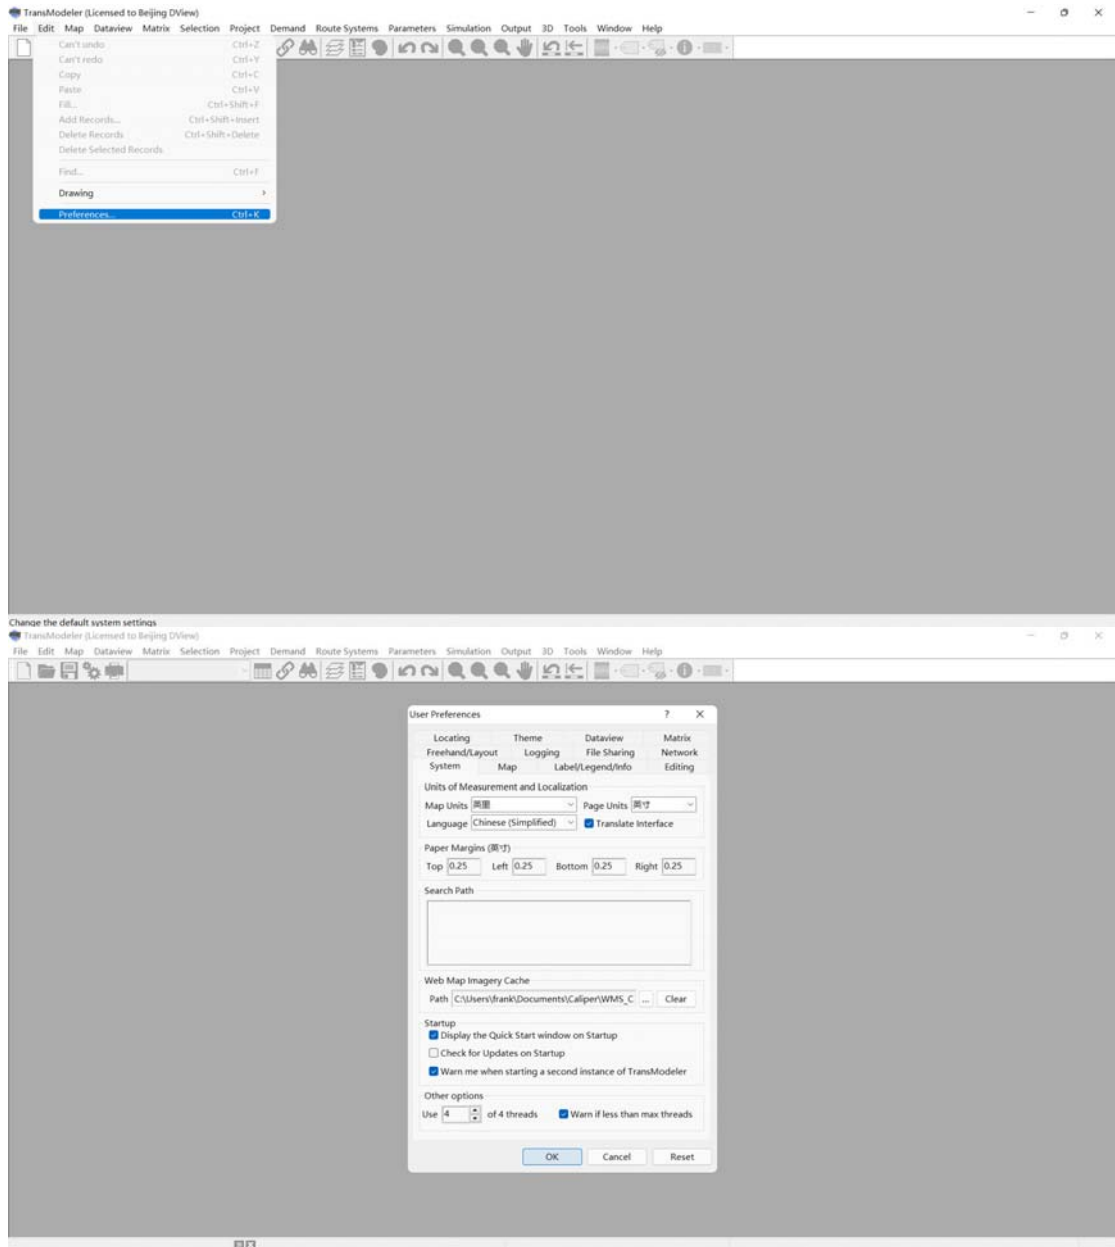 TransModeler (Licensed to Beijing DView)
File Edit Map Dataview Matrix Selection Project Demand Route Systems Parameters Simulation Output 3D Tools Window Help
Can't undo Ctrl+Z
Can't redo Ctrl+Y
Copy Ctrl+C
Paste Ctrl+V
Fill... Ctrl+Shift+F
Add Records... Ctrl+Shift+Insert
Delete Records Ctrl+Shift+Delete
Delete Selected Records
Find... Ctrl+F
Drawing
Preferences... Ctrl+K
Change the default system settings
TransModeler (Licensed to Beijing DView)
File Edit Map Dataview Matrix Selection Project Demand Route Systems Parameters Simulation Output 3D Tools Window Help
User Preferences
Locating Theme Dataview Matrix
Freehand/Layout Logging File Sharing Network
System Map Label/Legend/Info Editing
Units of Measurement and Localization
Map Units 英里 Page Units 英寸
Language Chinese (Simplified) Translate Interface
Paper Margins (英寸)
Top 0.25 Left 0.25 Bottom 0.25 Right 0.25
Search Path
Web Map Imagery Cache
Path C:\Users\frank\Documents\Caliper\WMS_C ... Clear
Startup
Display the Quick Start window on Startup
Check for Updates on Startup
Warn me when starting a second instance of TransModeler
Other options
Use 4 of 4 threads Warn if less than max threads
OK Cancel Reset